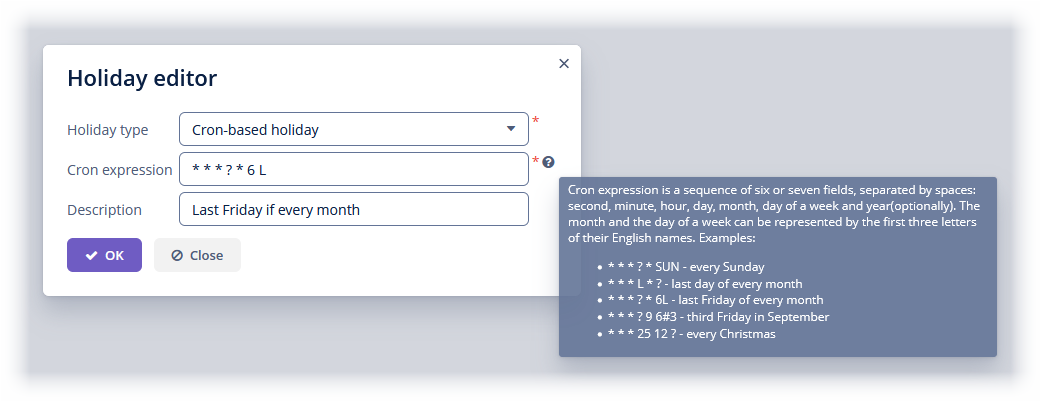 Holiday editor
Holiday type
Cron-based holiday
*
Cron expression
* * * ? * 6 L
*
Description
Last Friday if every month
OK
Close
Cron expression is a sequence of six or seven fields, separated by spaces:
second, minute, hour, day, month, day of a week and year(optionally). The
month and the day of a week can be represented by the first three letters
of their English names. Examples:
• * * * ? * SUN - every Sunday
• * * * L * ? - last day of every month
• * * * ? * 6L - last Friday of every month
• * * * ? 9 6#3 - third Friday in September
• * * * 25 12 ? - every Christmas